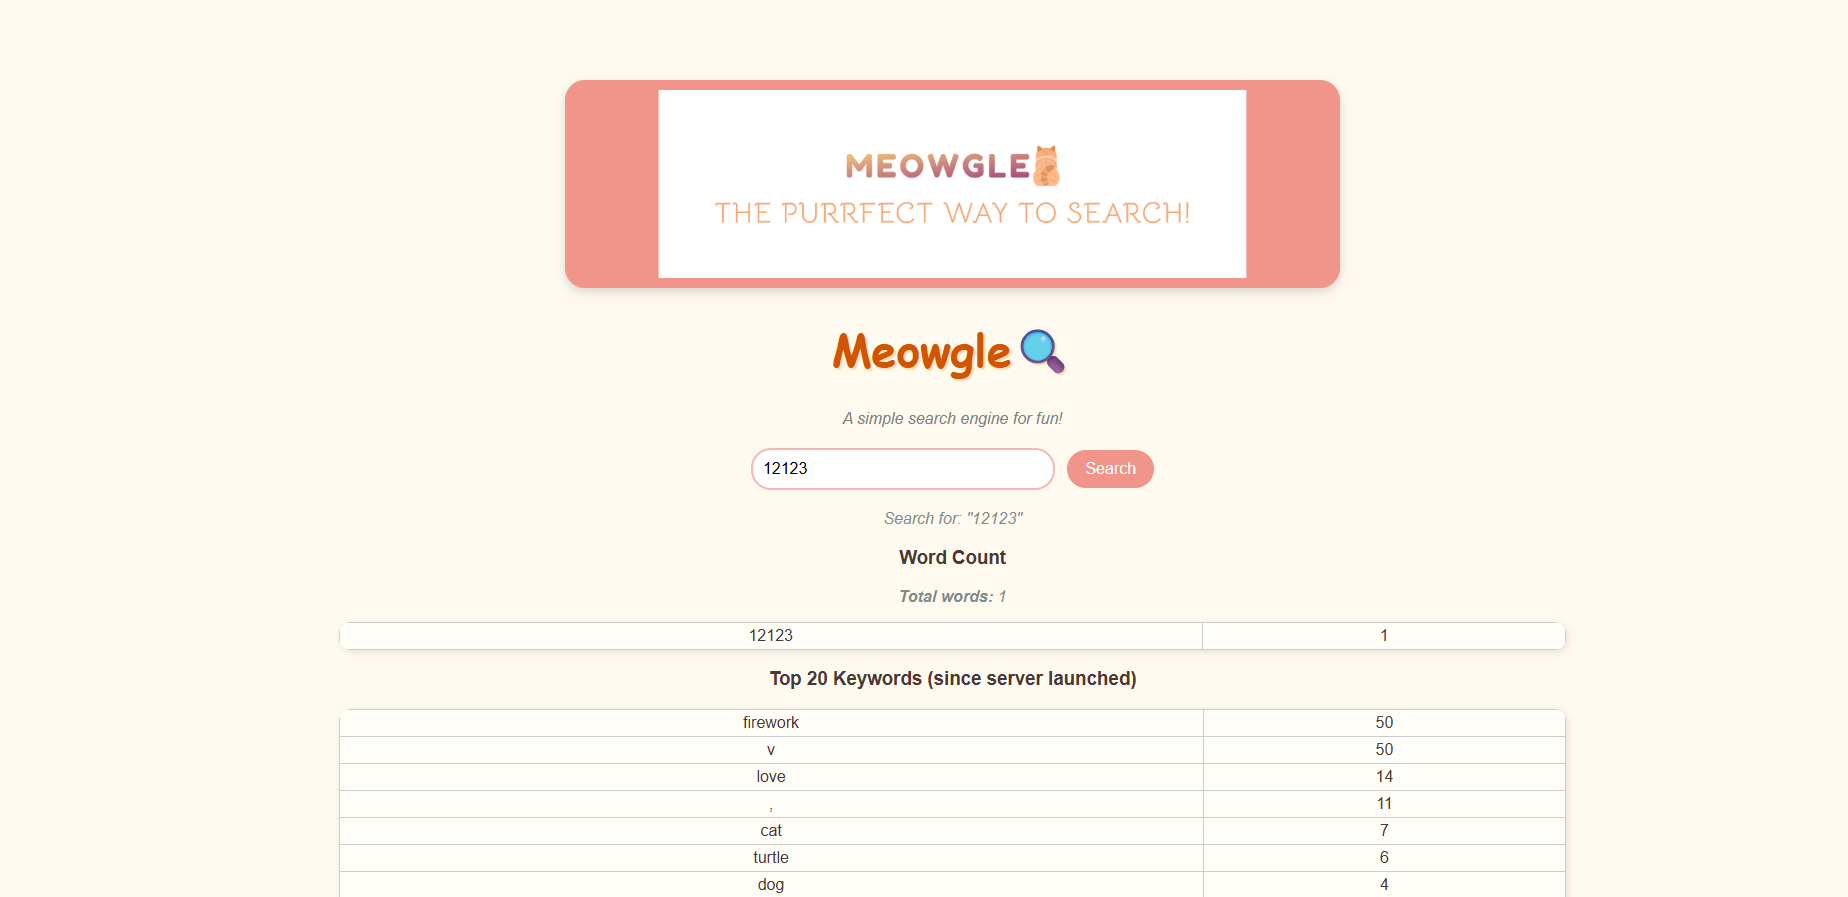 MEOWGLE
THE PURRFECT WAY TO SEARCH!
Meowgle
A simple search engine for fun!
12123 Search
Search for: "12123"
Word Count
Total words: 1
12123 1
Top 20 Keywords (since server launched)
firework 50
v 50
love 14
, 11
cat 7
turtle 6
dog 4